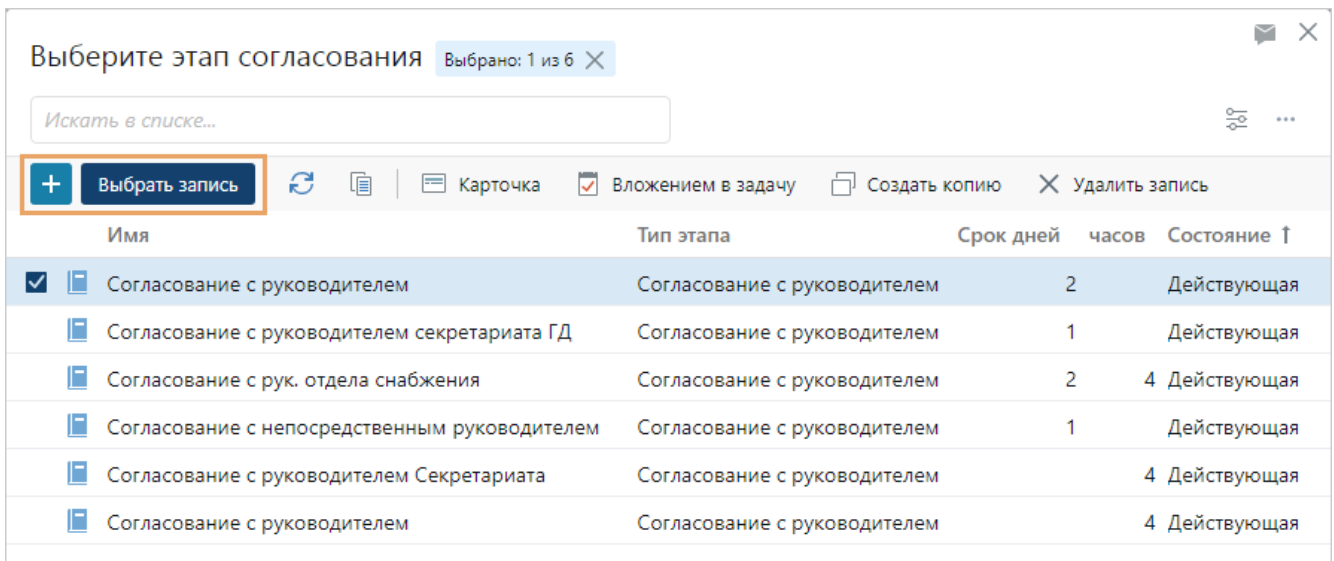 Выберите этап согласования Выбрано: 1 из 6
Искать в списке...
Выбрать запись Карточка Вложением в задачу Создать копию Удалить запись
Имя Тип этапа Срок дней часов Состояние
Согласование с руководителем Согласование с руководителем 2 Действующая
Согласование с руководителем секретариата ГД Согласование с руководителем 1 Действующая
Согласование с рук. отдела снабжения Согласование с руководителем 2 4 Действующая
Согласование с непосредственным руководителем Согласование с руководителем 1 Действующая
Согласование с руководителем Секретариата Согласование с руководителем 4 Действующая
Согласование с руководителем Согласование с руководителем 4 Действующая